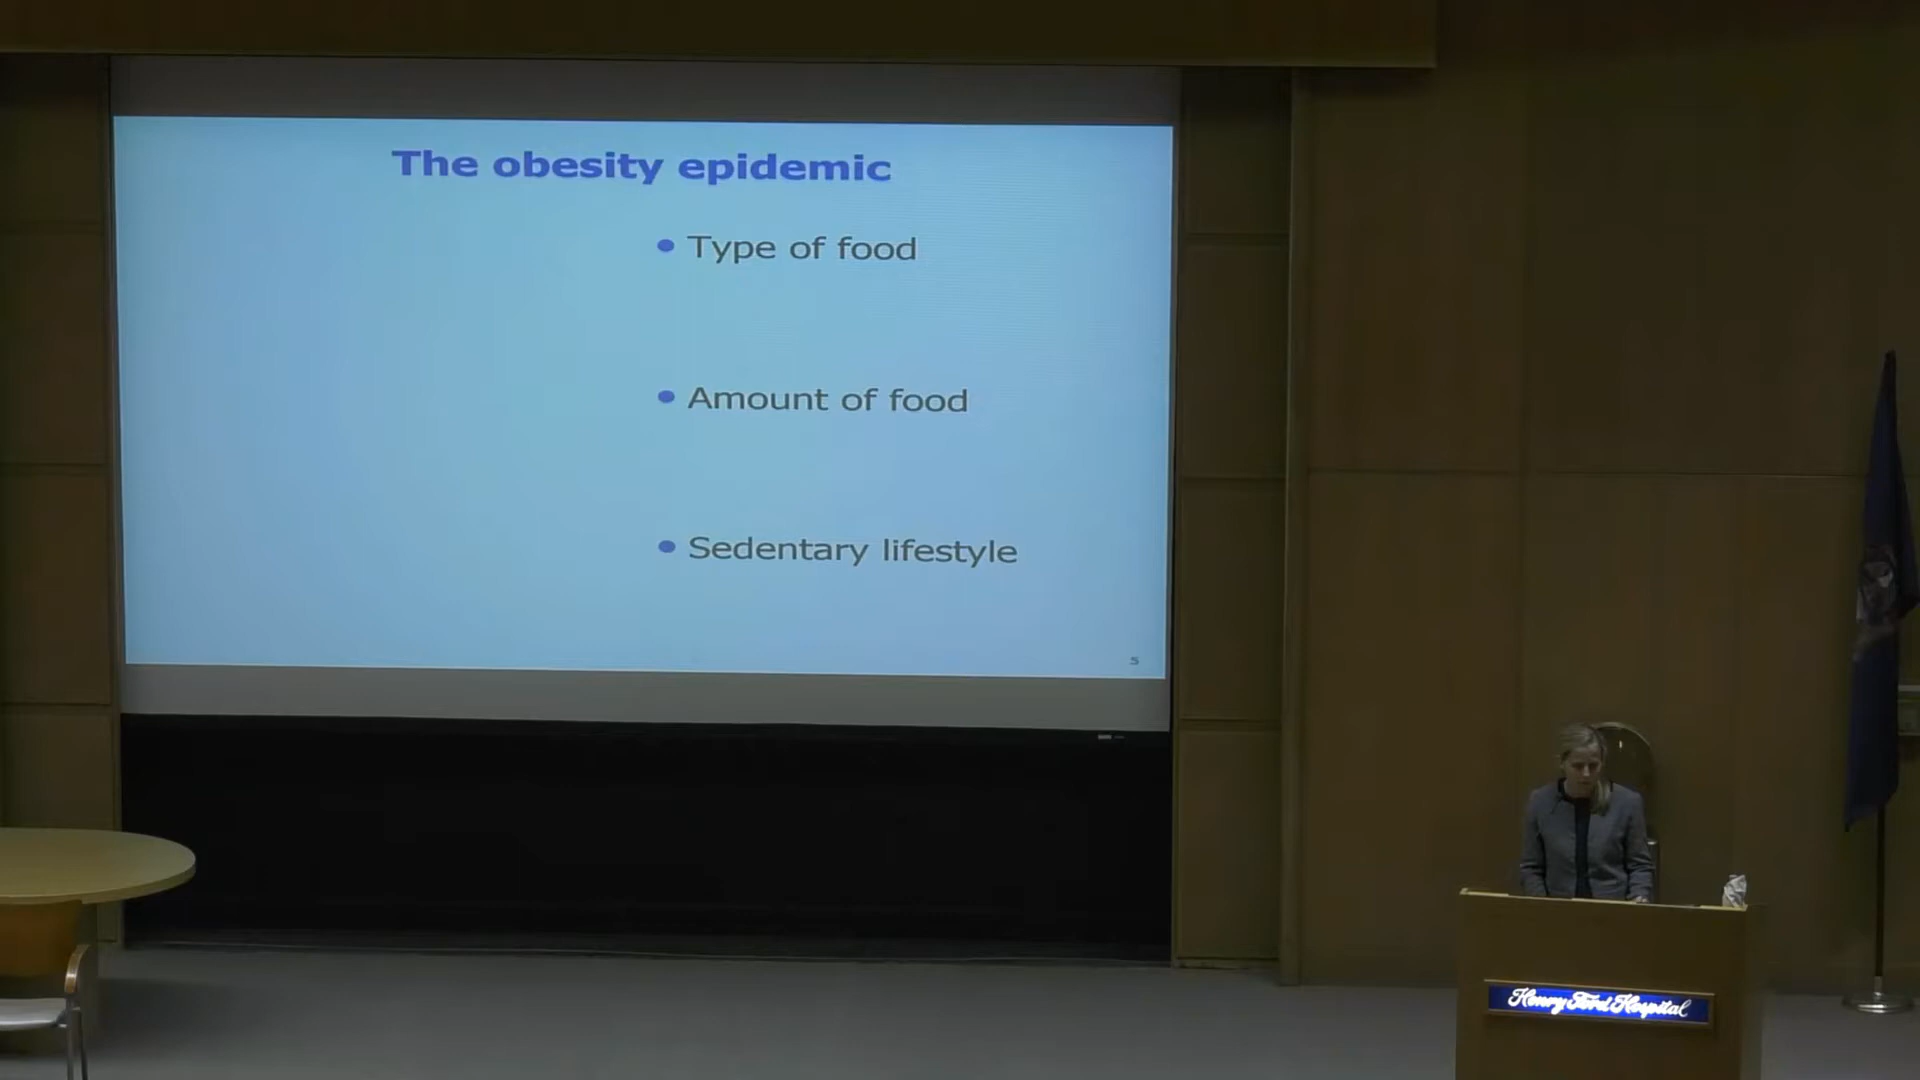 The obesity epidemic
• Type of food
• Amount of food
• Sedentary lifestyle
5
Henry Ford Hospital